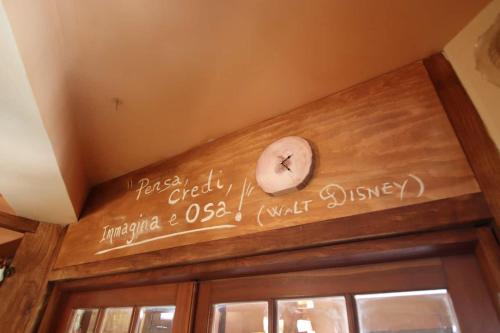 "Pensa, credi,
Immagina e Osa!"
(WALT DISNEY)